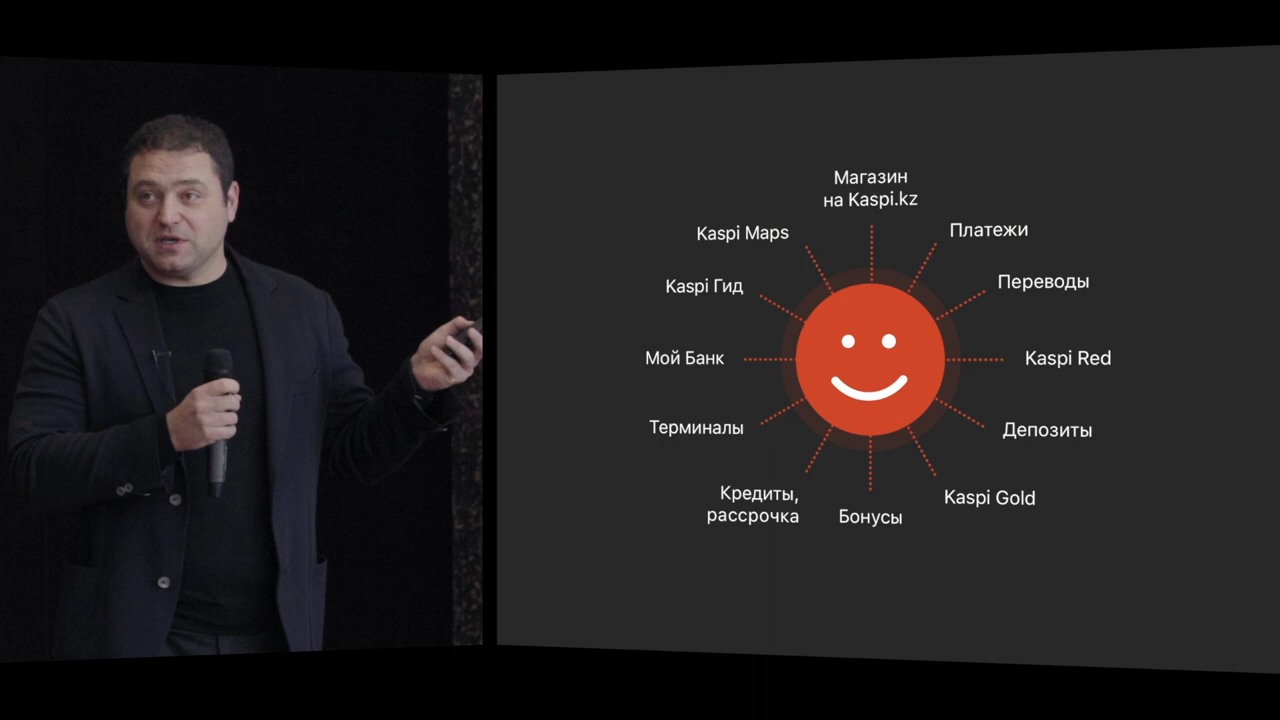 Магазин
на Kaspi.kz
Kaspi Maps
Платежи
Kaspi Гид
Переводы
Мой Банк
Kaspi Red
Терминалы
Депозиты
Кредиты,
рассрочка
Бонусы
Kaspi Gold